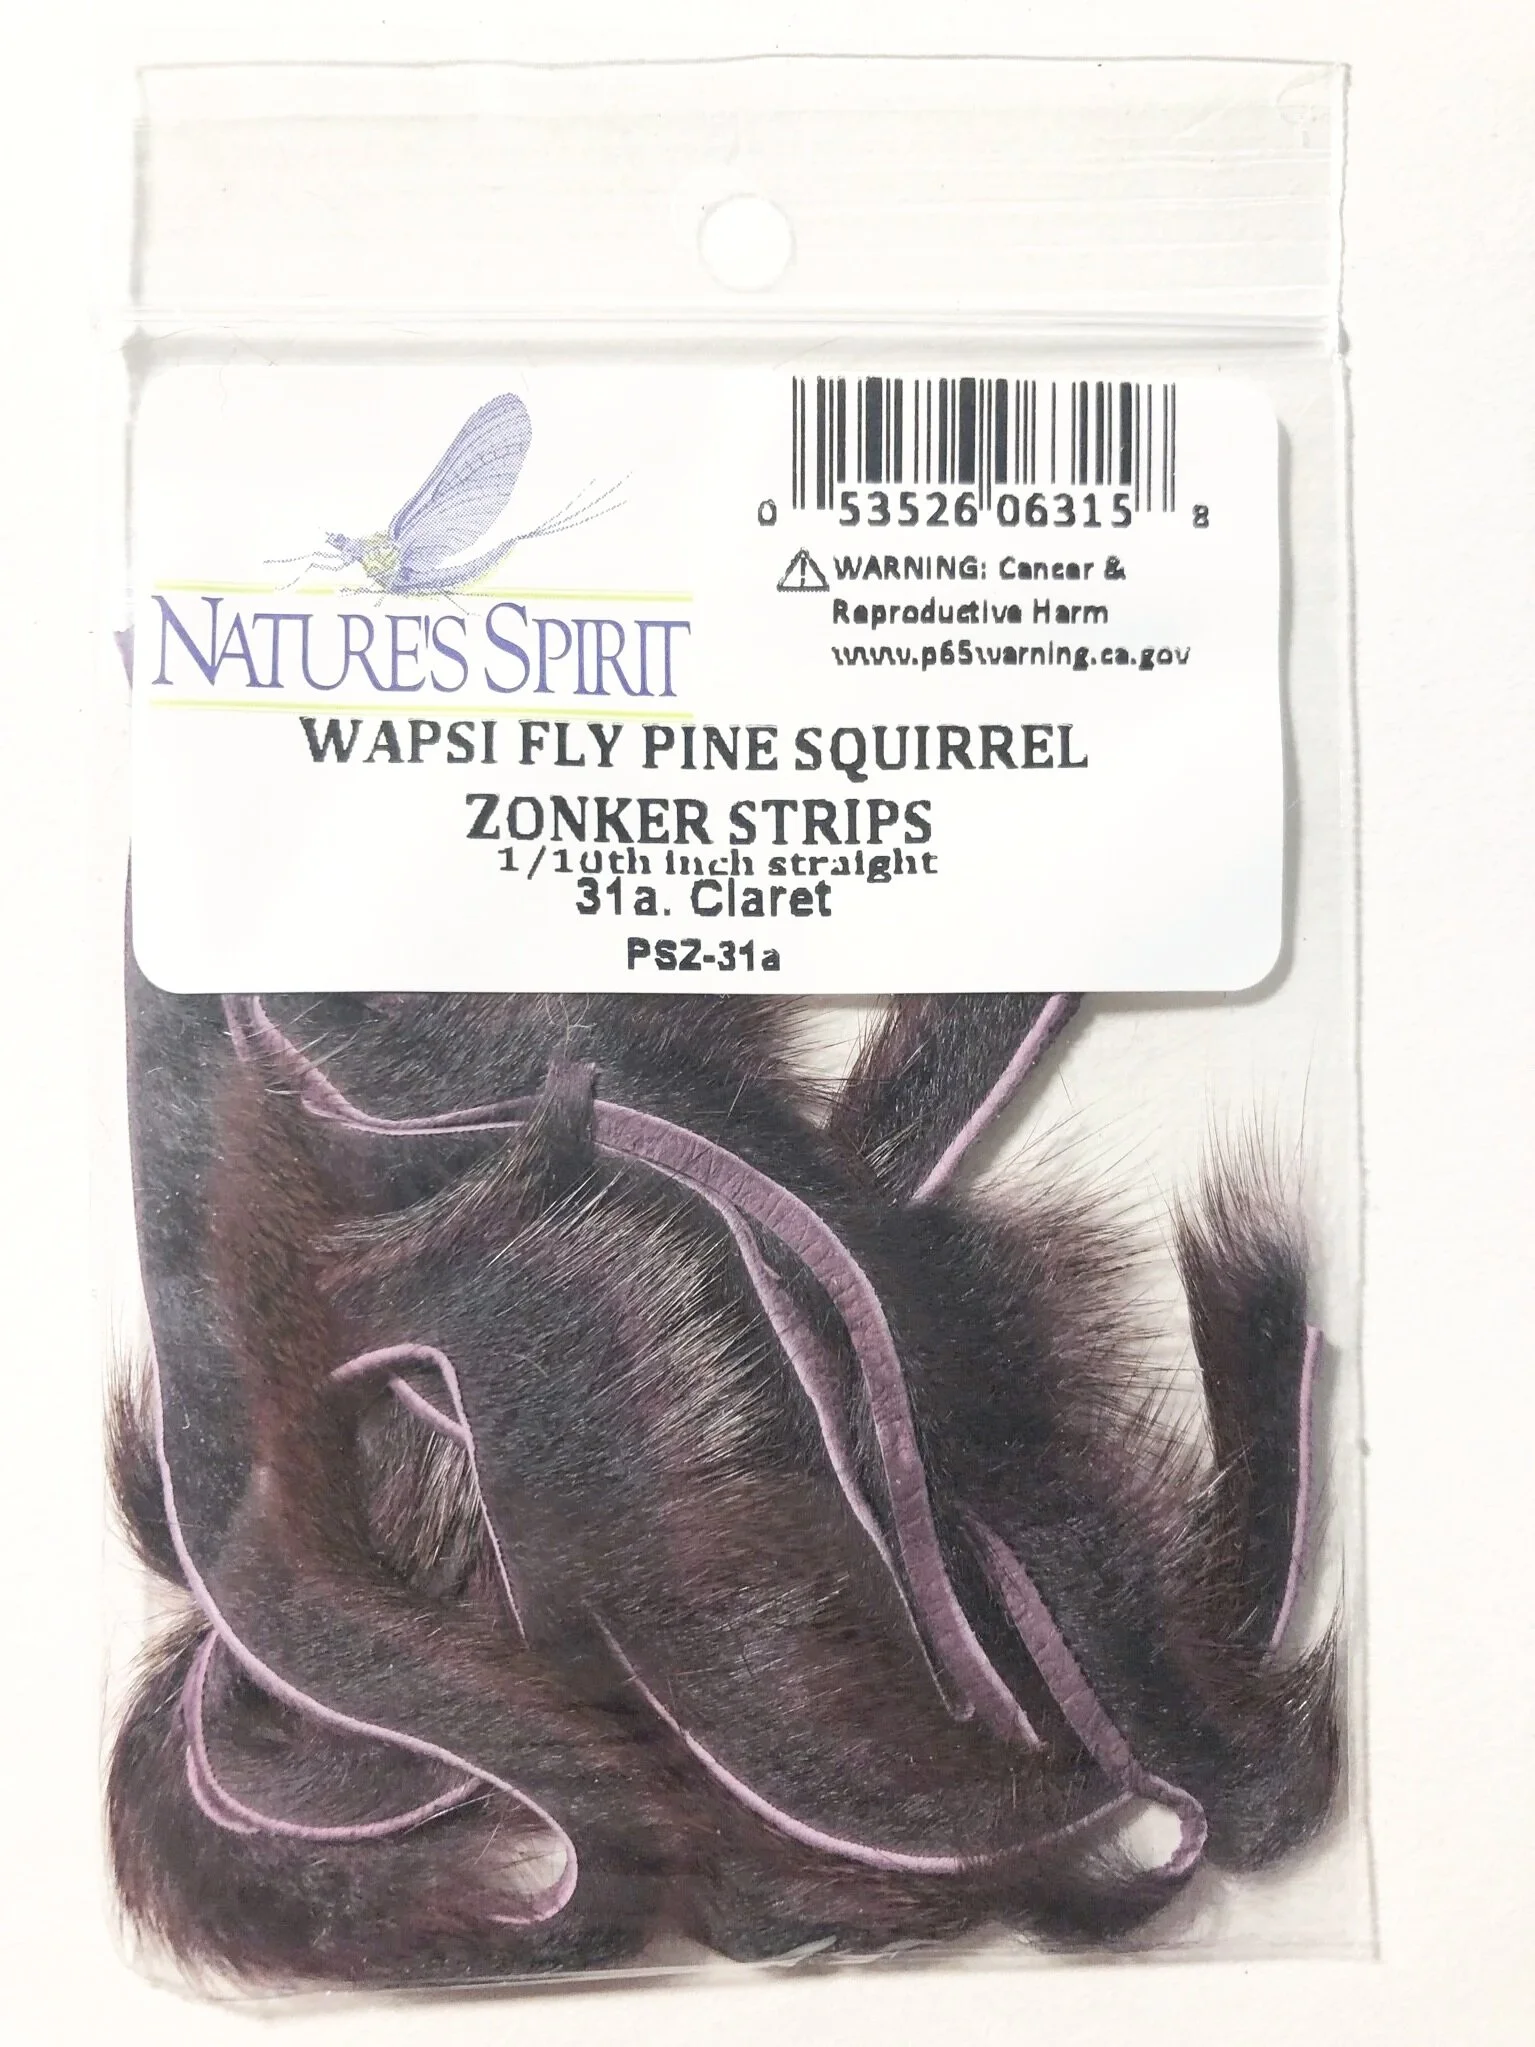 NATURE'S SPIRIT
0 53526 06315 8
WARNING: Cancer &
Reproductive Harm
www.p65warning.ca.gov
WAPSI FLY PINE SQUIRREL
ZONKER STRIPS
1/10th inch straight
31a. Claret
PSZ-31a